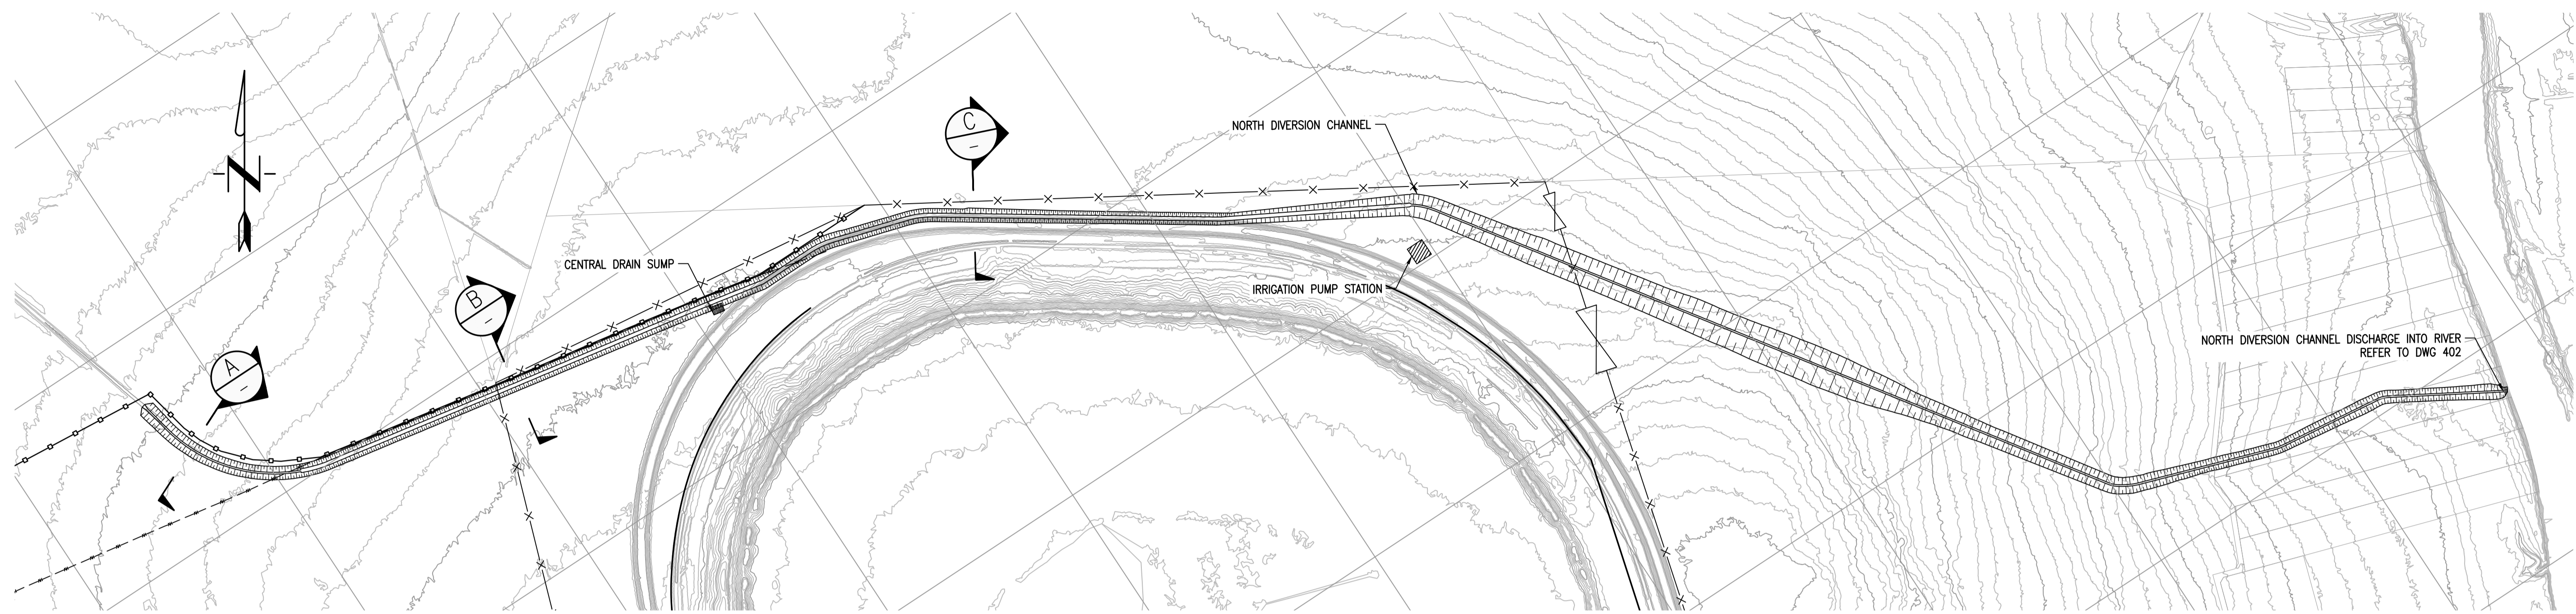 C
–
NORTH DIVERSION CHANNEL
N
CENTRAL DRAIN SUMP
B
–
IRRIGATION PUMP STATION
A
–
NORTH DIVERSION CHANNEL DISCHARGE INTO RIVER
REFER TO DWG 402